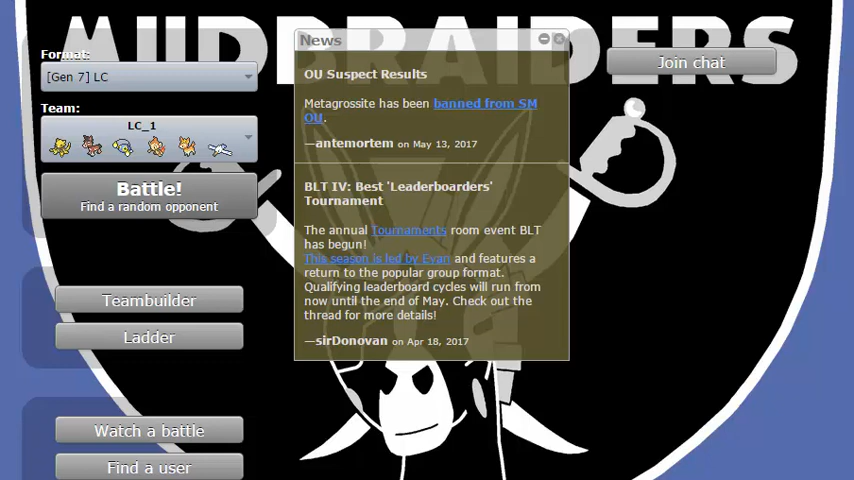 MUDBRAIDERS
Format:
[Gen 7] LC
Team:
LC_1
Battle!
Find a random opponent
Teambuilder
Ladder
Watch a battle
Find a user
News
OU Suspect Results
Metagrossite has been banned from SM
OU.
—antemortem on May 13, 2017
BLT IV: Best 'Leaderboarders'
Tournament
The annual Tournaments room event BLT
has begun!
This season is led by Evan and features a
return to the popular group format.
Qualifying leaderboard cycles will run from
now until the end of May. Check out the
thread for more details!
—sirDonovan on Apr 18, 2017
Join chat